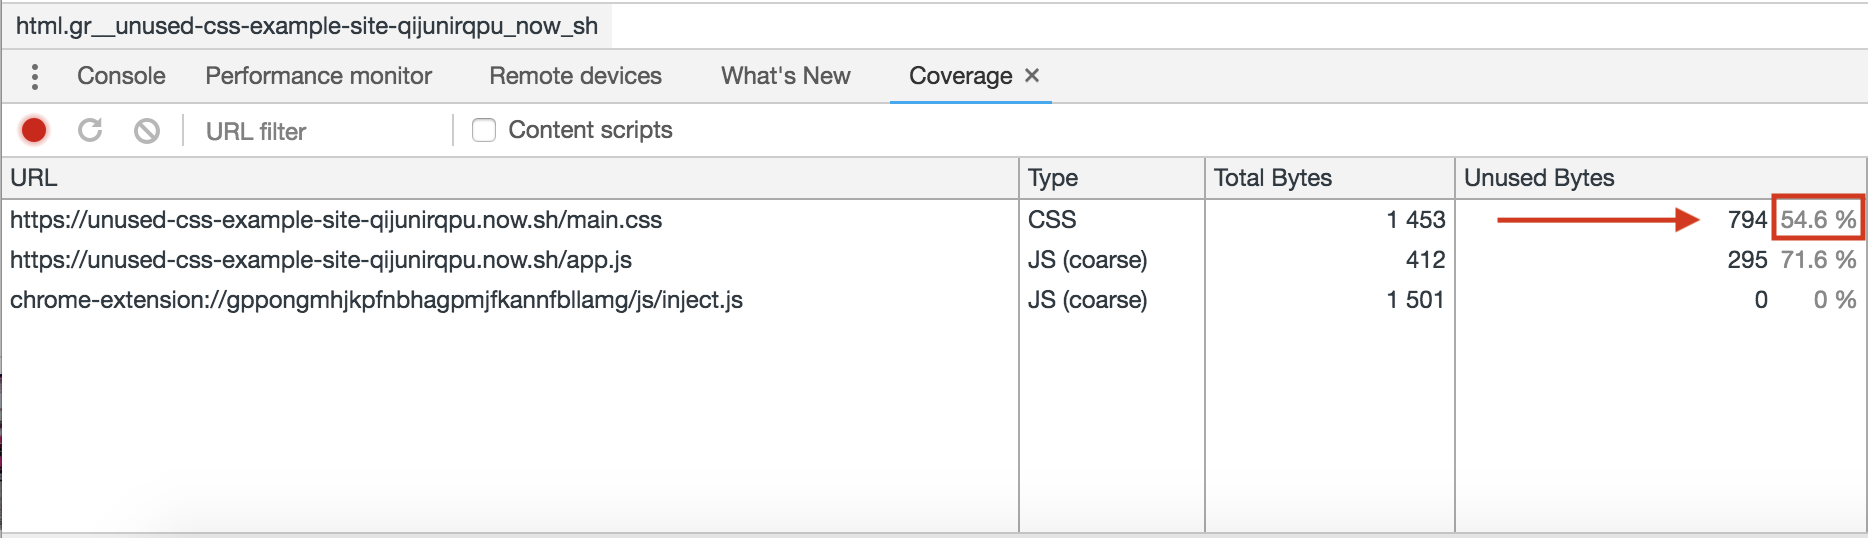 html.gr__unused-css-example-site-qijunirqpu_now_sh
Console Performance monitor Remote devices What's New Coverage ×
URL filter Content scripts
URL Type Total Bytes Unused Bytes
https://unused-css-example-site-qijunirqpu.now.sh/main.css CSS 1 453 794 54.6 %
https://unused-css-example-site-qijunirqpu.now.sh/app.js JS (coarse) 412 295 71.6 %
chrome-extension://gppongmhjkpfnbhagpmjfkannfbllamg/js/inject.js JS (coarse) 1 501 0 0 %